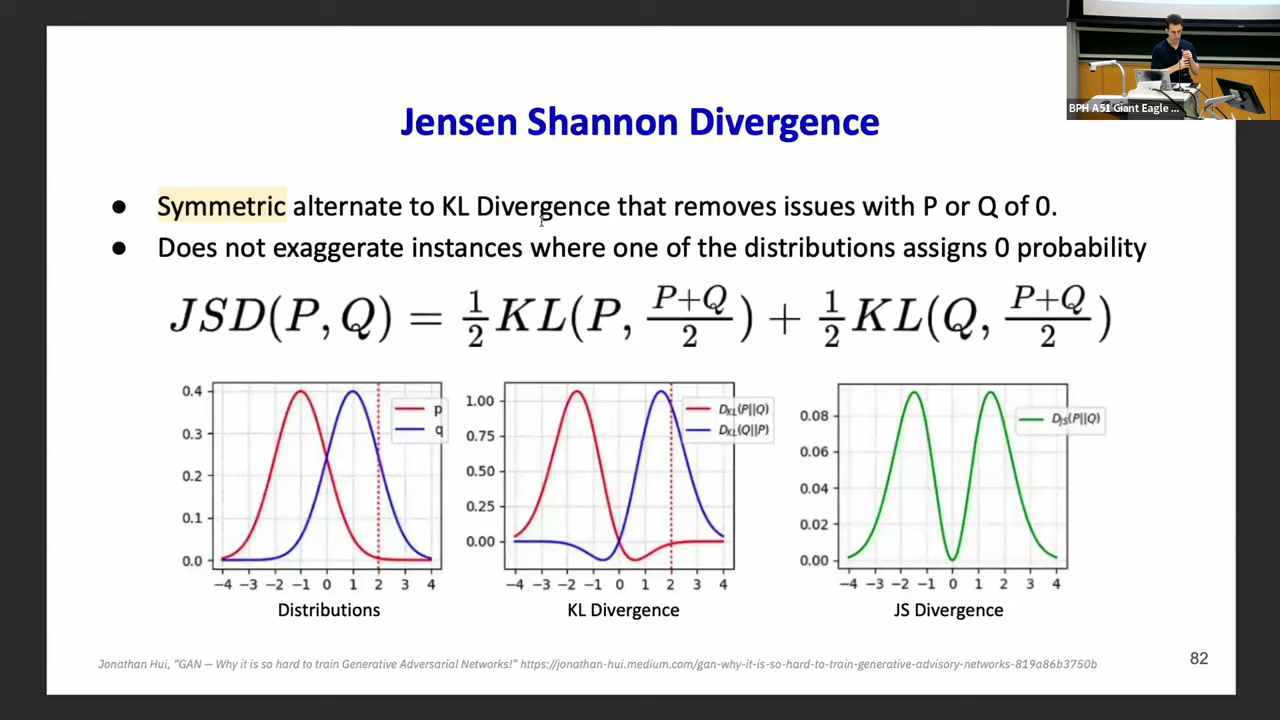 BPH A51 Giant Eagle ...
Jensen Shannon Divergence
● Symmetric alternate to KL Divergence that removes issues with P or Q of 0.
● Does not exaggerate instances where one of the distributions assigns 0 probability
JSD(P, Q) = 1/2 KL(P, P+Q/2) + 1/2 KL(Q, P+Q/2)
0.4
0.3
0.2
0.1
0.0
−4 −3 −2 −1 0 1 2 3 4
p
q
Distributions
1.00
0.75
0.50
0.25
0.00
−4 −3 −2 −1 0 1 2 3 4
D_KL(P||Q)
D_KL(Q||P)
KL Divergence
0.08
0.06
0.04
0.02
0.00
−4 −3 −2 −1 0 1 2 3 4
D_JS(P||Q)
JS Divergence
Jonathan Hui, “GAN — Why it is so hard to train Generative Adversarial Networks!” https://jonathan-hui.medium.com/gan-why-it-is-so-hard-to-train-generative-advisory-networks-819a86b3750b
82